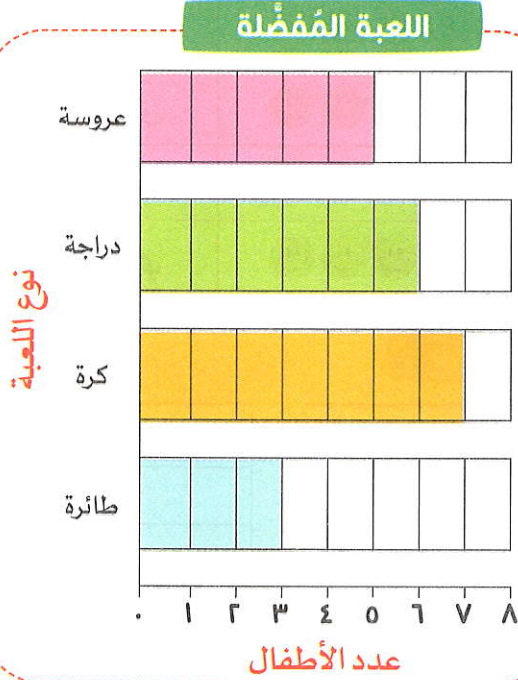 اللعبة المُفضَّلة
نوع اللعبة
عروسة
دراجة
كرة
طائرة
٠ ١ ٢ ٣ ٤ ٥ ٦ ٧ ٨
عدد الأطفال